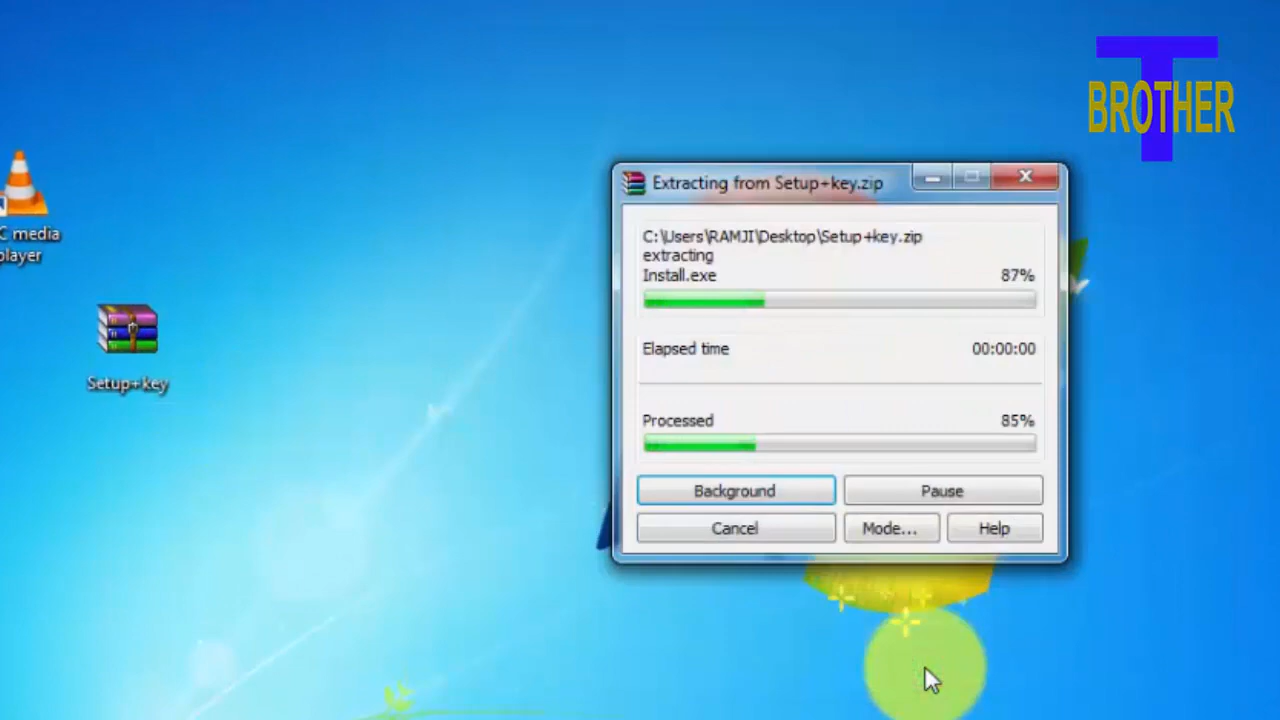 T
BROTHER
C media
player
Setup+key
Extracting from Setup+key.zip
C:\Users\RAMJI\Desktop\Setup+key.zip
extracting
Install.exe 87%
Elapsed time 00:00:00
Processed 85%
Background Pause
Cancel Mode... Help